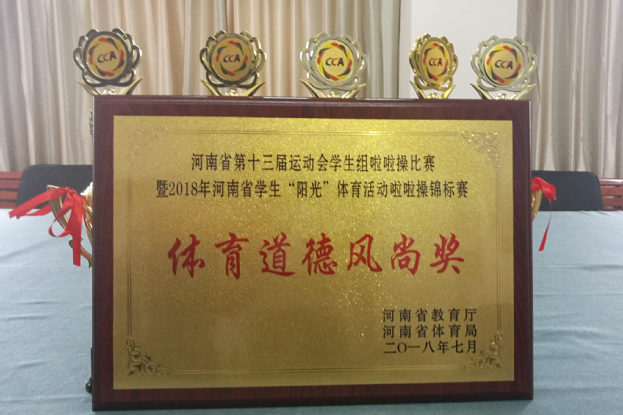 CCA CCA CCA CCA CCA
河南省第十三届运动会学生组啦啦操比赛
暨2018年河南省学生“阳光”体育活动啦啦操锦标赛
体育道德风尚奖
河南省教育厅
河南省体育局
二〇一八年七月